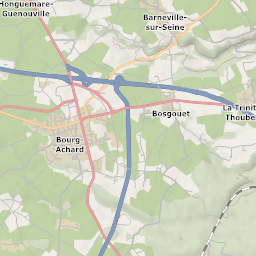 Honguemare-
Guenouville
Barneville-
sur-Seine
La Trinit
Thoube
Bosgouet
Bourg-
Achard